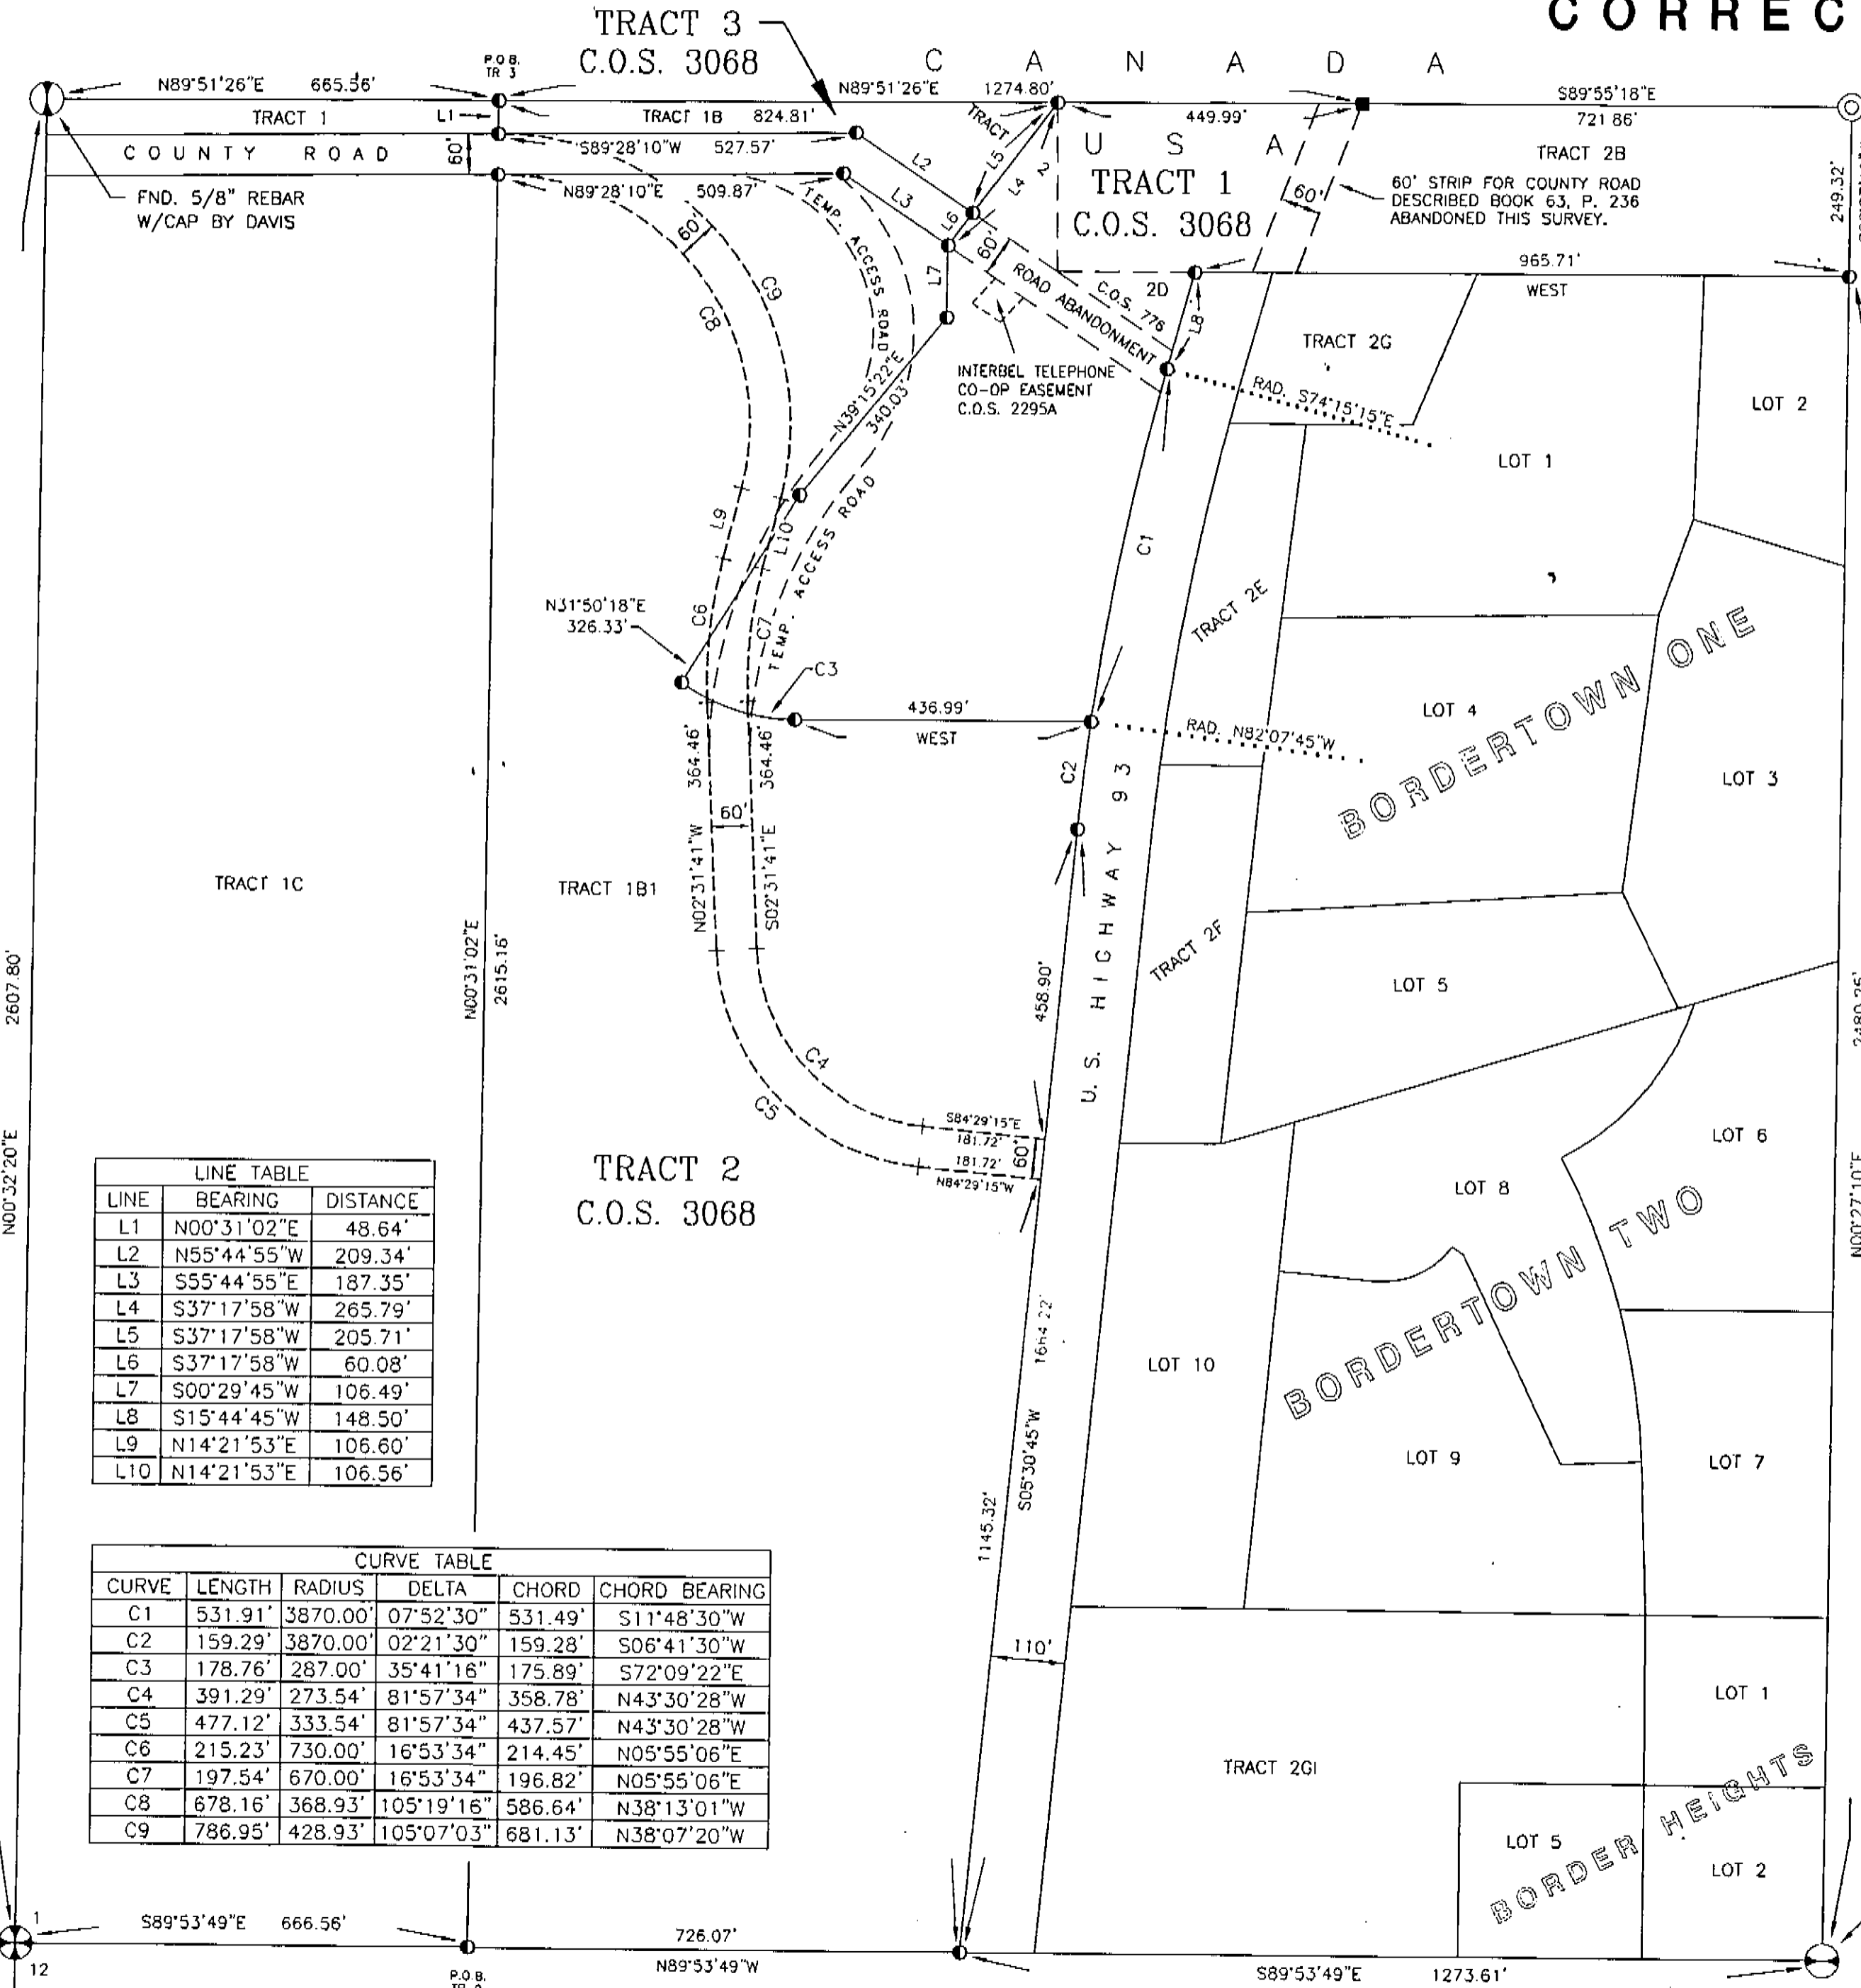 CORREC
TRACT 3
C.O.S. 3068
C A N A D A
P.O.B.
TR 3
N89°51'26"E 665.56'
N89°51'26"E 1274.80'
S89°55'18"E
449.99'
721.86'
TRACT 1
L1
TRACT 1B 824.81'
TRACT 2
U S A
TRACT 2B
COUNTY ROAD
60'
S89°28'10"W 527.57'
L2
L5
L4
249.32'
FND. 5/8" REBAR
W/CAP BY DAVIS
N89°28'10"E 509.87'
L3
L6
TRACT 1
C.O.S. 3068
60'
60' STRIP FOR COUNTY ROAD
DESCRIBED BOOK 63, P. 236
ABANDONED THIS SURVEY.
60'
TEMP. ACCESS ROAD
L7
60'
ROAD ABANDONMENT
C.O.S. 776
2D
965.71'
WEST
C8
C9
L8
TRACT 2G
LOT 2
INTERBEL TELEPHONE
CO-OP EASEMENT
C.O.S. 2295A
RAD. S74°15'15"E
N39°15'22"E
340.03'
LOT 1
L9
L10
TEMP. ACCESS ROAD
C1
N31°50'18"E
326.33'
C6
C7
C3
TRACT 2E
BORDERTOWN ONE
436.99'
WEST
RAD. N82°07'45"W
LOT 4
364.46'
364.46'
C2
LOT 3
60'
N02°31'41"W
S02°31'41"E
U.S. HIGHWAY 93
TRACT 1C
TRACT 1B1
TRACT 2F
2607.80'
N00°31'02"E
2615.16'
458.90'
LOT 5
C4
C5
S84°29'15"E
181.72'
60'
181.72'
N84°29'15"W
LOT 6
N00°32'20"E
N00°27'10"E
TRACT 2
C.O.S. 3068
LOT 8
BORDERTOWN TWO
LINE TABLE
LINE BEARING DISTANCE
L1 N00°31'02"E 48.64'
L2 N55°44'55"W 209.34'
L3 S55°44'55"E 187.35'
L4 S37°17'58"W 265.79'
L5 S37°17'58"W 205.71'
L6 S37°17'58"W 60.08'
L7 S00°29'45"W 106.49'
L8 S15°44'45"W 148.50'
L9 N14°21'53"E 106.60'
L10 N14°21'53"E 106.56'
1664.22'
S05°30'45"W
1145.32'
LOT 10
LOT 9
LOT 7
CURVE TABLE
CURVE LENGTH RADIUS DELTA CHORD CHORD BEARING
C1 531.91' 3870.00' 07°52'30" 531.49' S11°48'30"W
C2 159.29' 3870.00' 02°21'30" 159.28' S06°41'30"W
C3 178.76' 287.00' 35°41'16" 175.89' S72°09'22"E
C4 391.29' 273.54' 81°57'34" 358.78' N43°30'28"W
C5 477.12' 333.54' 81°57'34" 437.57' N43°30'28"W
C6 215.23' 730.00' 16°53'34" 214.45' N05°55'06"E
C7 197.54' 670.00' 16°53'34" 196.82' N05°55'06"E
C8 678.16' 368.93' 105°19'16" 586.64' N38°13'01"W
C9 786.95' 428.93' 105°07'03" 681.13' N38°07'20"W
110'
LOT 1
TRACT 2GI
BORDER HEIGHTS
LOT 5
LOT 2
1
12
S89°53'49"E 666.56'
726.07'
N89°53'49"W
P.O.B.
S89°53'49"E 1273.61'